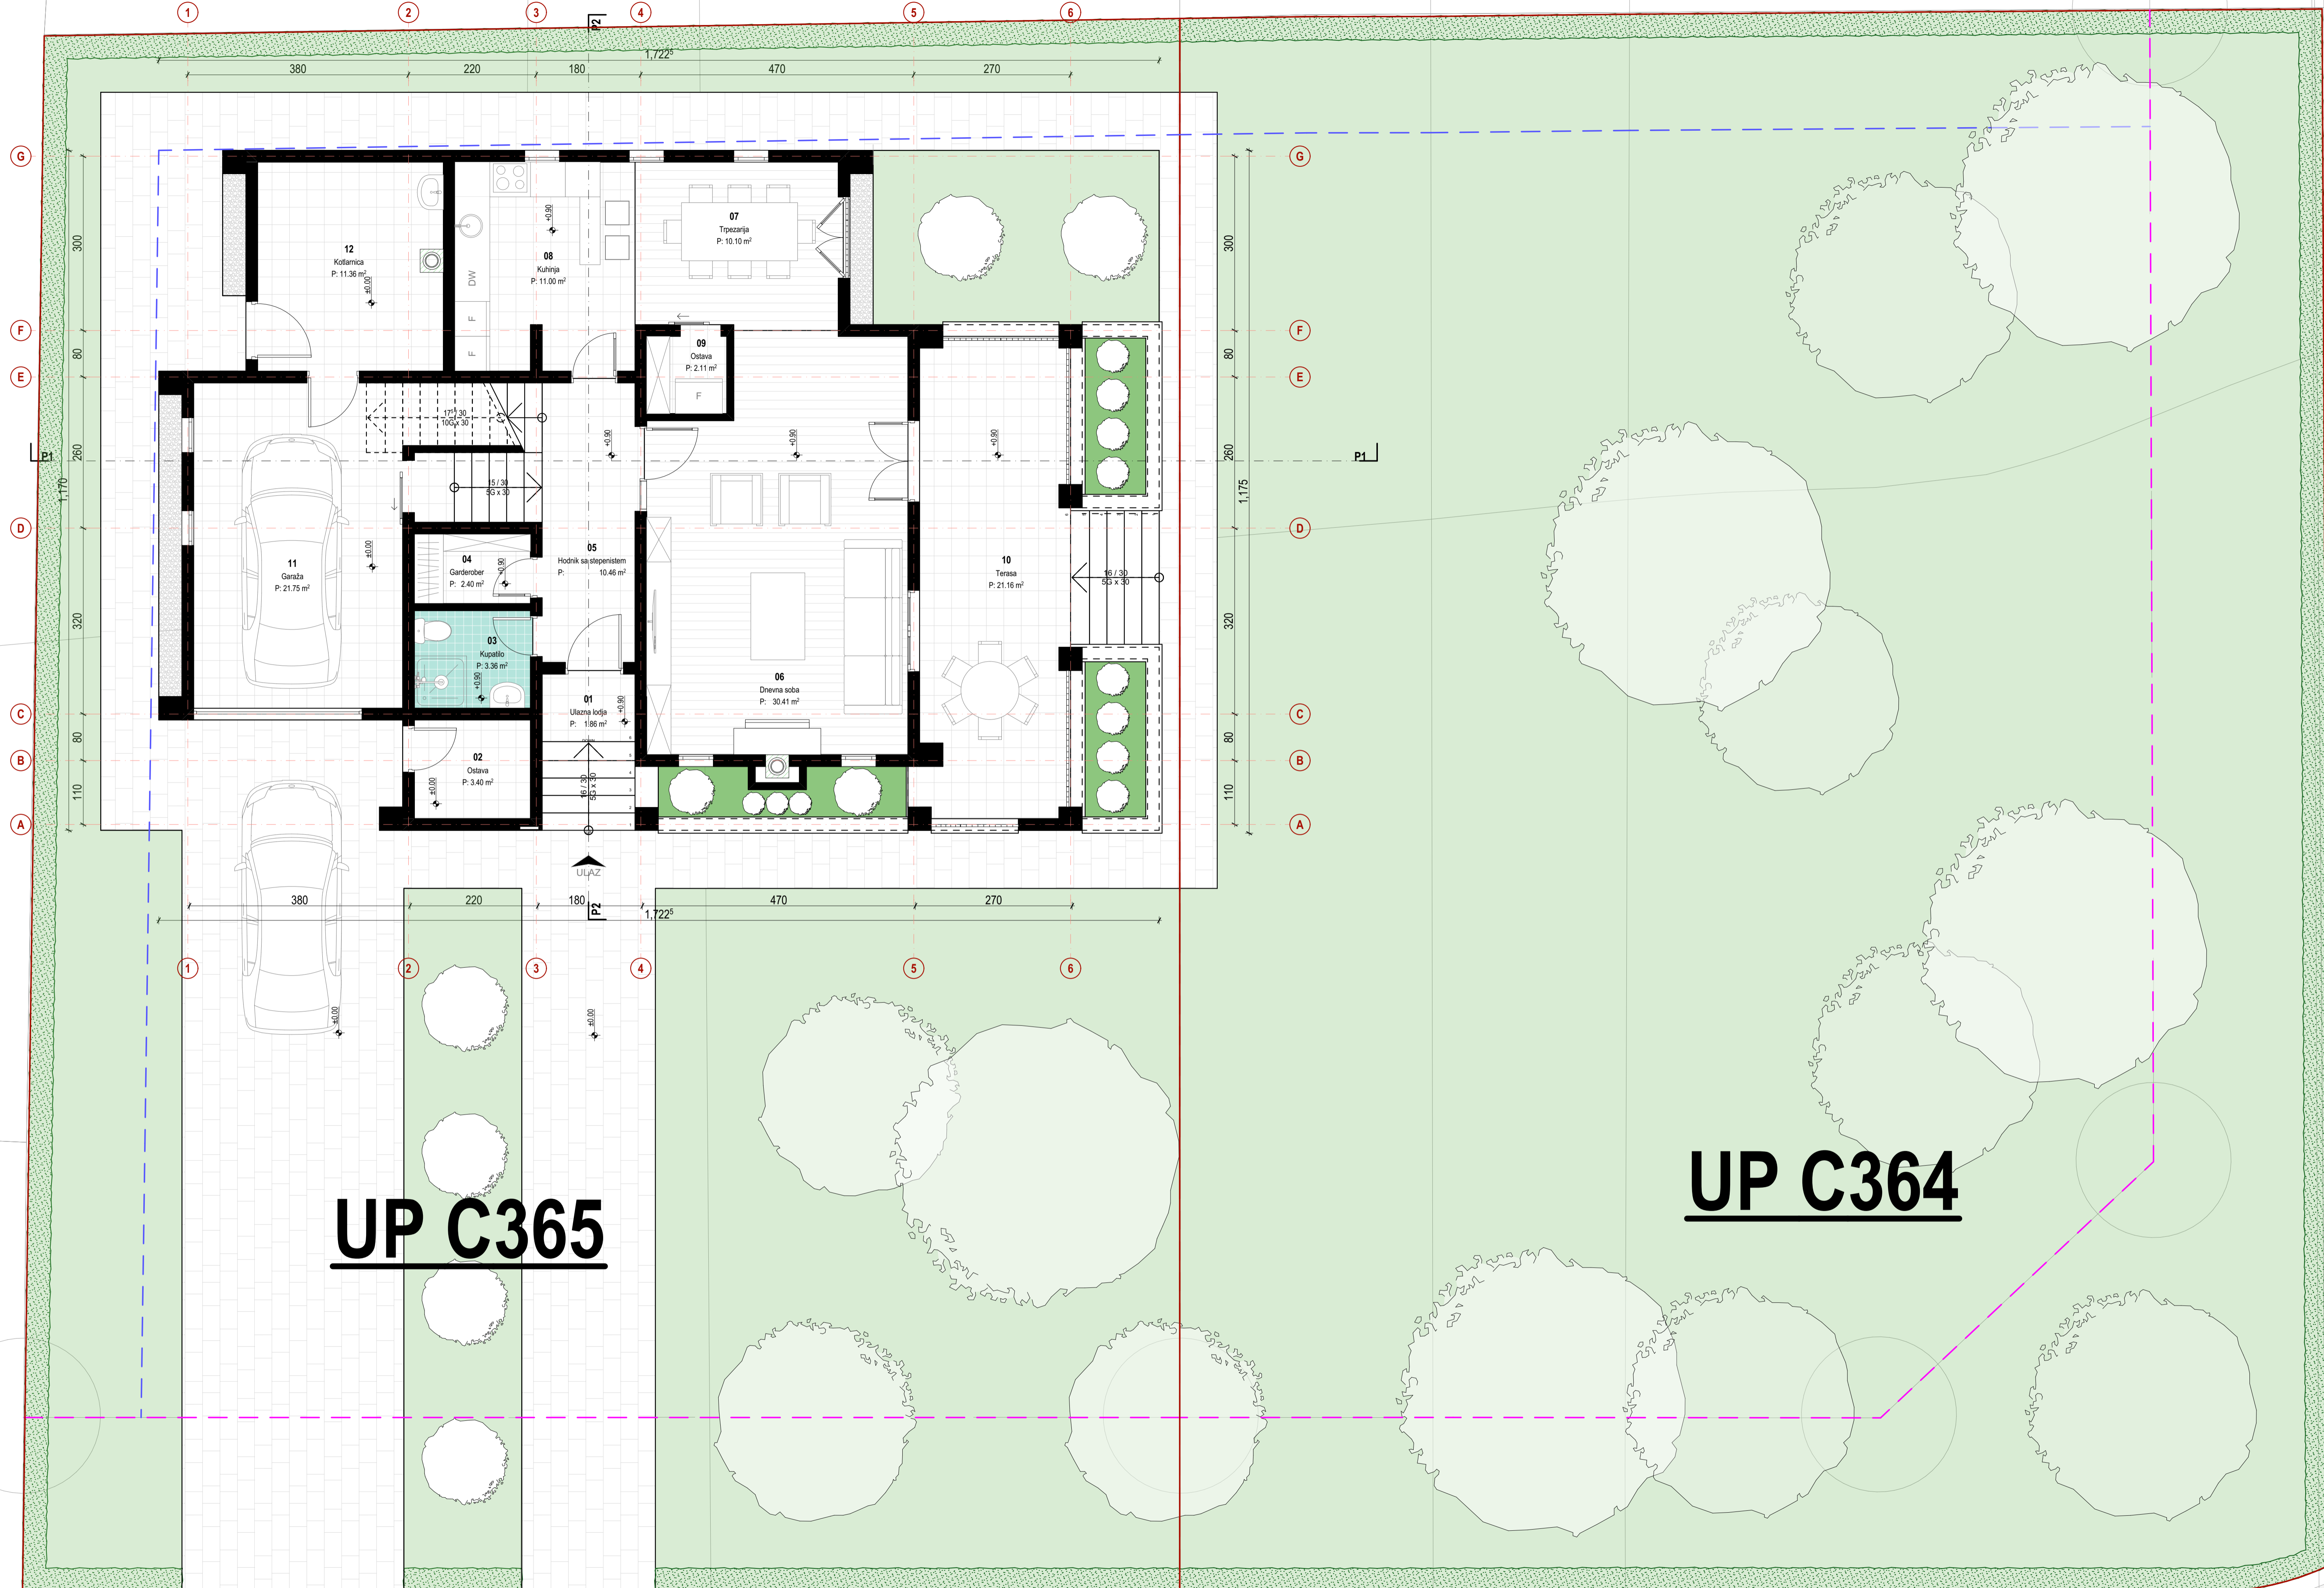 1 2 3 4 5 6
P2
1,722⁵
380 220 180 470 270
G G
12
Kotlarnica
P: 11.36 m²
±0.00
08
Kuhinja
P: 11.00 m²
+0.90
DW
F
F
07
Trpezarija
P: 10.10 m²
300 300
F F
09
Ostava
P: 2.11 m²
F
80 80
E E
17⁵ / 30
10G x 30
+0.90
+0.90
+0.90
P1 P1
260 260
1,170 1,175
15 / 30
5G x 30
D D
11
Garaža
P: 21.75 m²
±0.00
04
Garderober
P: 2.40 m²
+0.90
05
Hodnik sa stepenistem
P: 10.46 m²
10
Terasa
P: 21.16 m²
16 / 30
5G x 30
320 320
03
Kupatilo
P: 3.36 m²
+0.90
06
Dnevna soba
P: 30.41 m²
01
Ulazna lodja
P: 1.86 m²
+0.90
C C
80 80
02
Ostava
P: 3.40 m²
±0.00
B B
16 / 30
5G x 30
110 110
A A
ULAZ
380 220 180 470 270
P2
1,722⁵
1 2 3 4 5 6
±0.00
±0.00
UP C365
UP C364